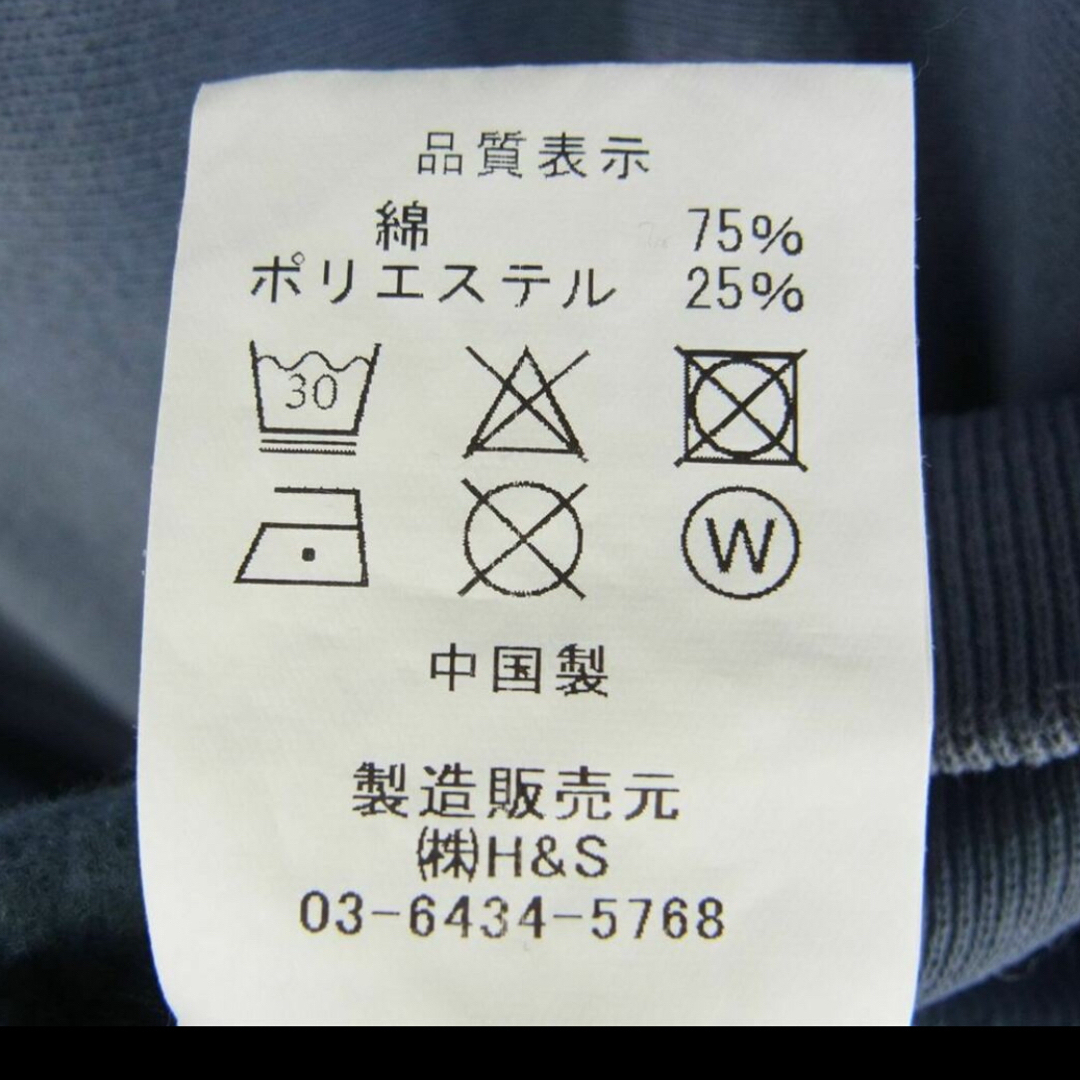 品質表示
綿 75%
ポリエステル 25%
30
W
中国製
製造販売元
㈱H&S
03-6434-5768